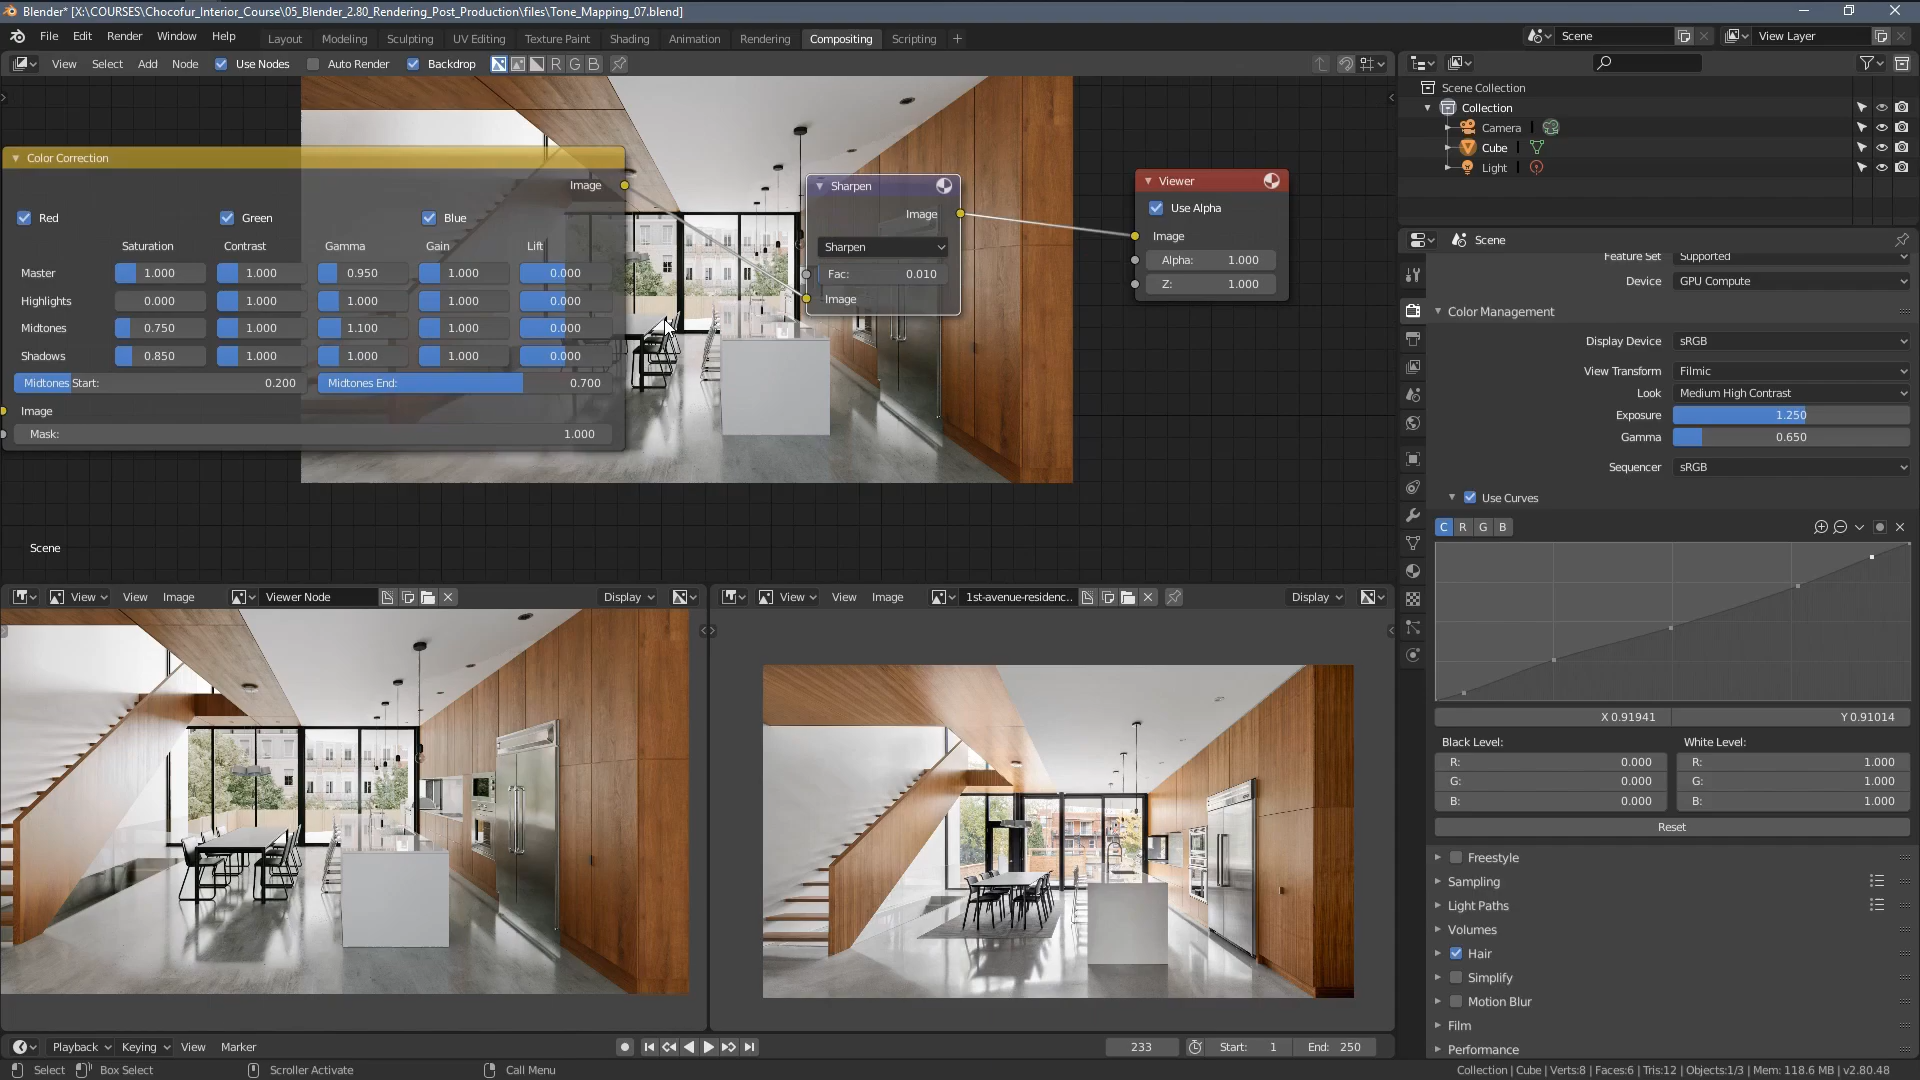 Blender* [X:\COURSES\Chocofur_Interior_Course\05_Blender_2.80_Rendering_Post_Production\files\Tone_Mapping_07.blend]
File Edit Render Window Help Layout Modeling Sculpting UV Editing Texture Paint Shading Animation Rendering Compositing Scripting + Scene View Layer
View Select Add Node Use Nodes Auto Render Backdrop R G B
Scene Collection
Collection
Camera
Cube
Light
Color Correction
Image
Red Green Blue
Saturation Contrast Gamma Gain Lift
Master 1.000 1.000 0.950 1.000 0.000
Highlights 0.000 1.000 1.000 1.000 0.000
Midtones 0.750 1.000 1.100 1.000 0.000
Shadows 0.850 1.000 1.000 1.000 0.000
Midtones Start: 0.200 Midtones End: 0.700
Image
Mask: 1.000
Sharpen
Image
Sharpen
Fac: 0.010
Image
Viewer
Use Alpha
Image
Alpha: 1.000
Z: 1.000
Scene
Scene
Feature Set Supported
Device GPU Compute
Color Management
Display Device sRGB
View Transform Filmic
Look Medium High Contrast
Exposure 1.250
Gamma 0.650
Sequencer sRGB
Use Curves
C R G B
X 0.91941 Y 0.91014
Black Level: White Level:
R: 0.000 R: 1.000
G: 0.000 G: 1.000
B: 0.000 B: 1.000
Reset
Freestyle
Sampling
Light Paths
Volumes
Hair
Simplify
Motion Blur
Film
Performance
View View Image Viewer Node Display
View View Image 1st-avenue-residenc.. Display
Playback Keying View Marker 233 Start: 1 End: 250
Select Box Select Scroller Activate Call Menu Collection | Cube | Verts:8 | Faces:6 | Tris:12 | Objects:1/3 | Mem: 118.6 MB | v2.80.48